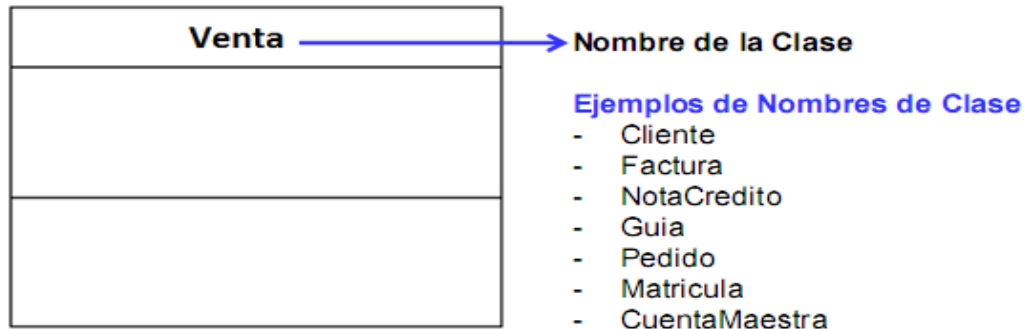 Venta
Nombre de la Clase
Ejemplos de Nombres de Clase
- Cliente
- Factura
- NotaCredito
- Guia
- Pedido
- Matricula
- CuentaMaestra